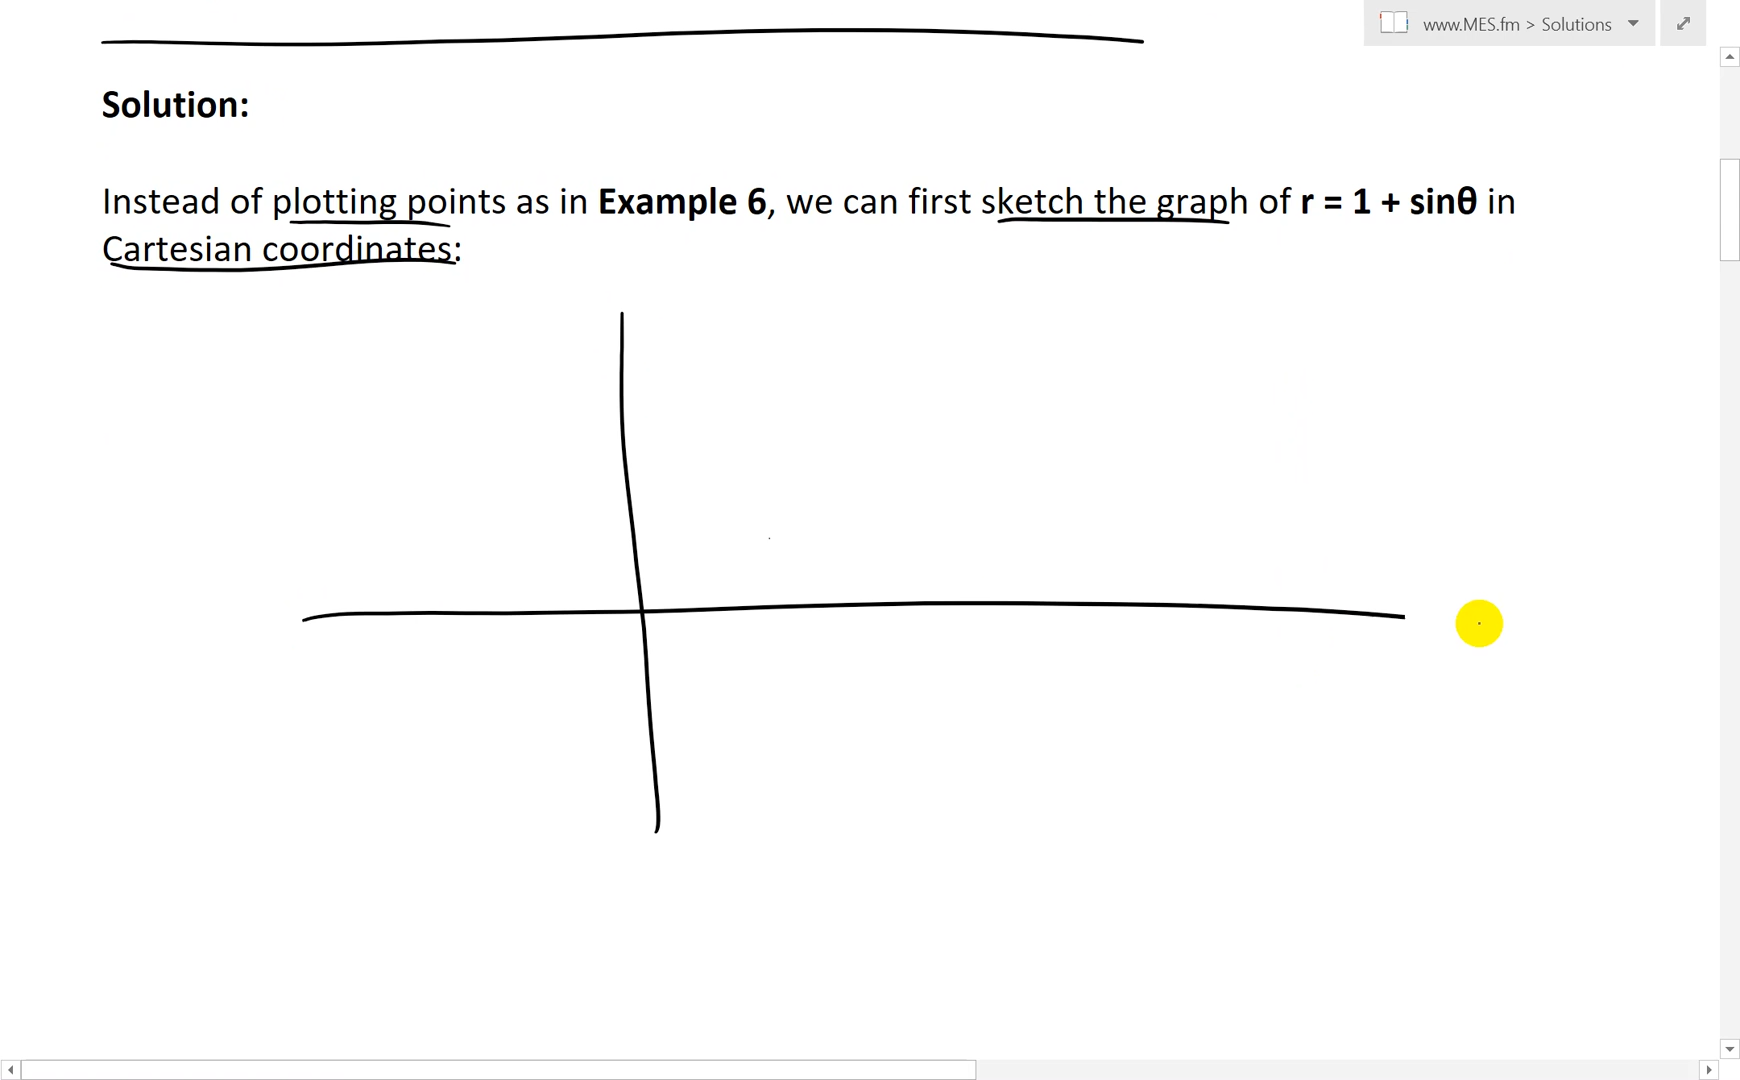 www.MES.fm > Solutions
Solution:
Instead of plotting points as in Example 6, we can first sketch the graph of r = 1 + sinθ in
Cartesian coordinates: